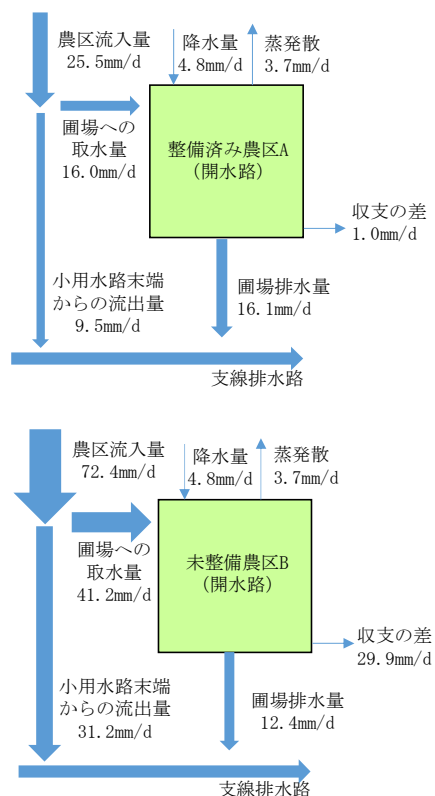 農区流入量
25.5mm/d
降水量
4.8mm/d
蒸発散
3.7mm/d
圃場への
取水量
16.0mm/d
整備済み農区A
(開水路)
収支の差
1.0mm/d
小用水路末端
からの流出量
9.5mm/d
圃場排水量
16.1mm/d
支線排水路
農区流入量
72.4mm/d
降水量
4.8mm/d
蒸発散
3.7mm/d
圃場への
取水量
41.2mm/d
未整備農区B
(開水路)
収支の差
29.9mm/d
小用水路末端
からの流出量
31.2mm/d
圃場排水量
12.4mm/d
支線排水路